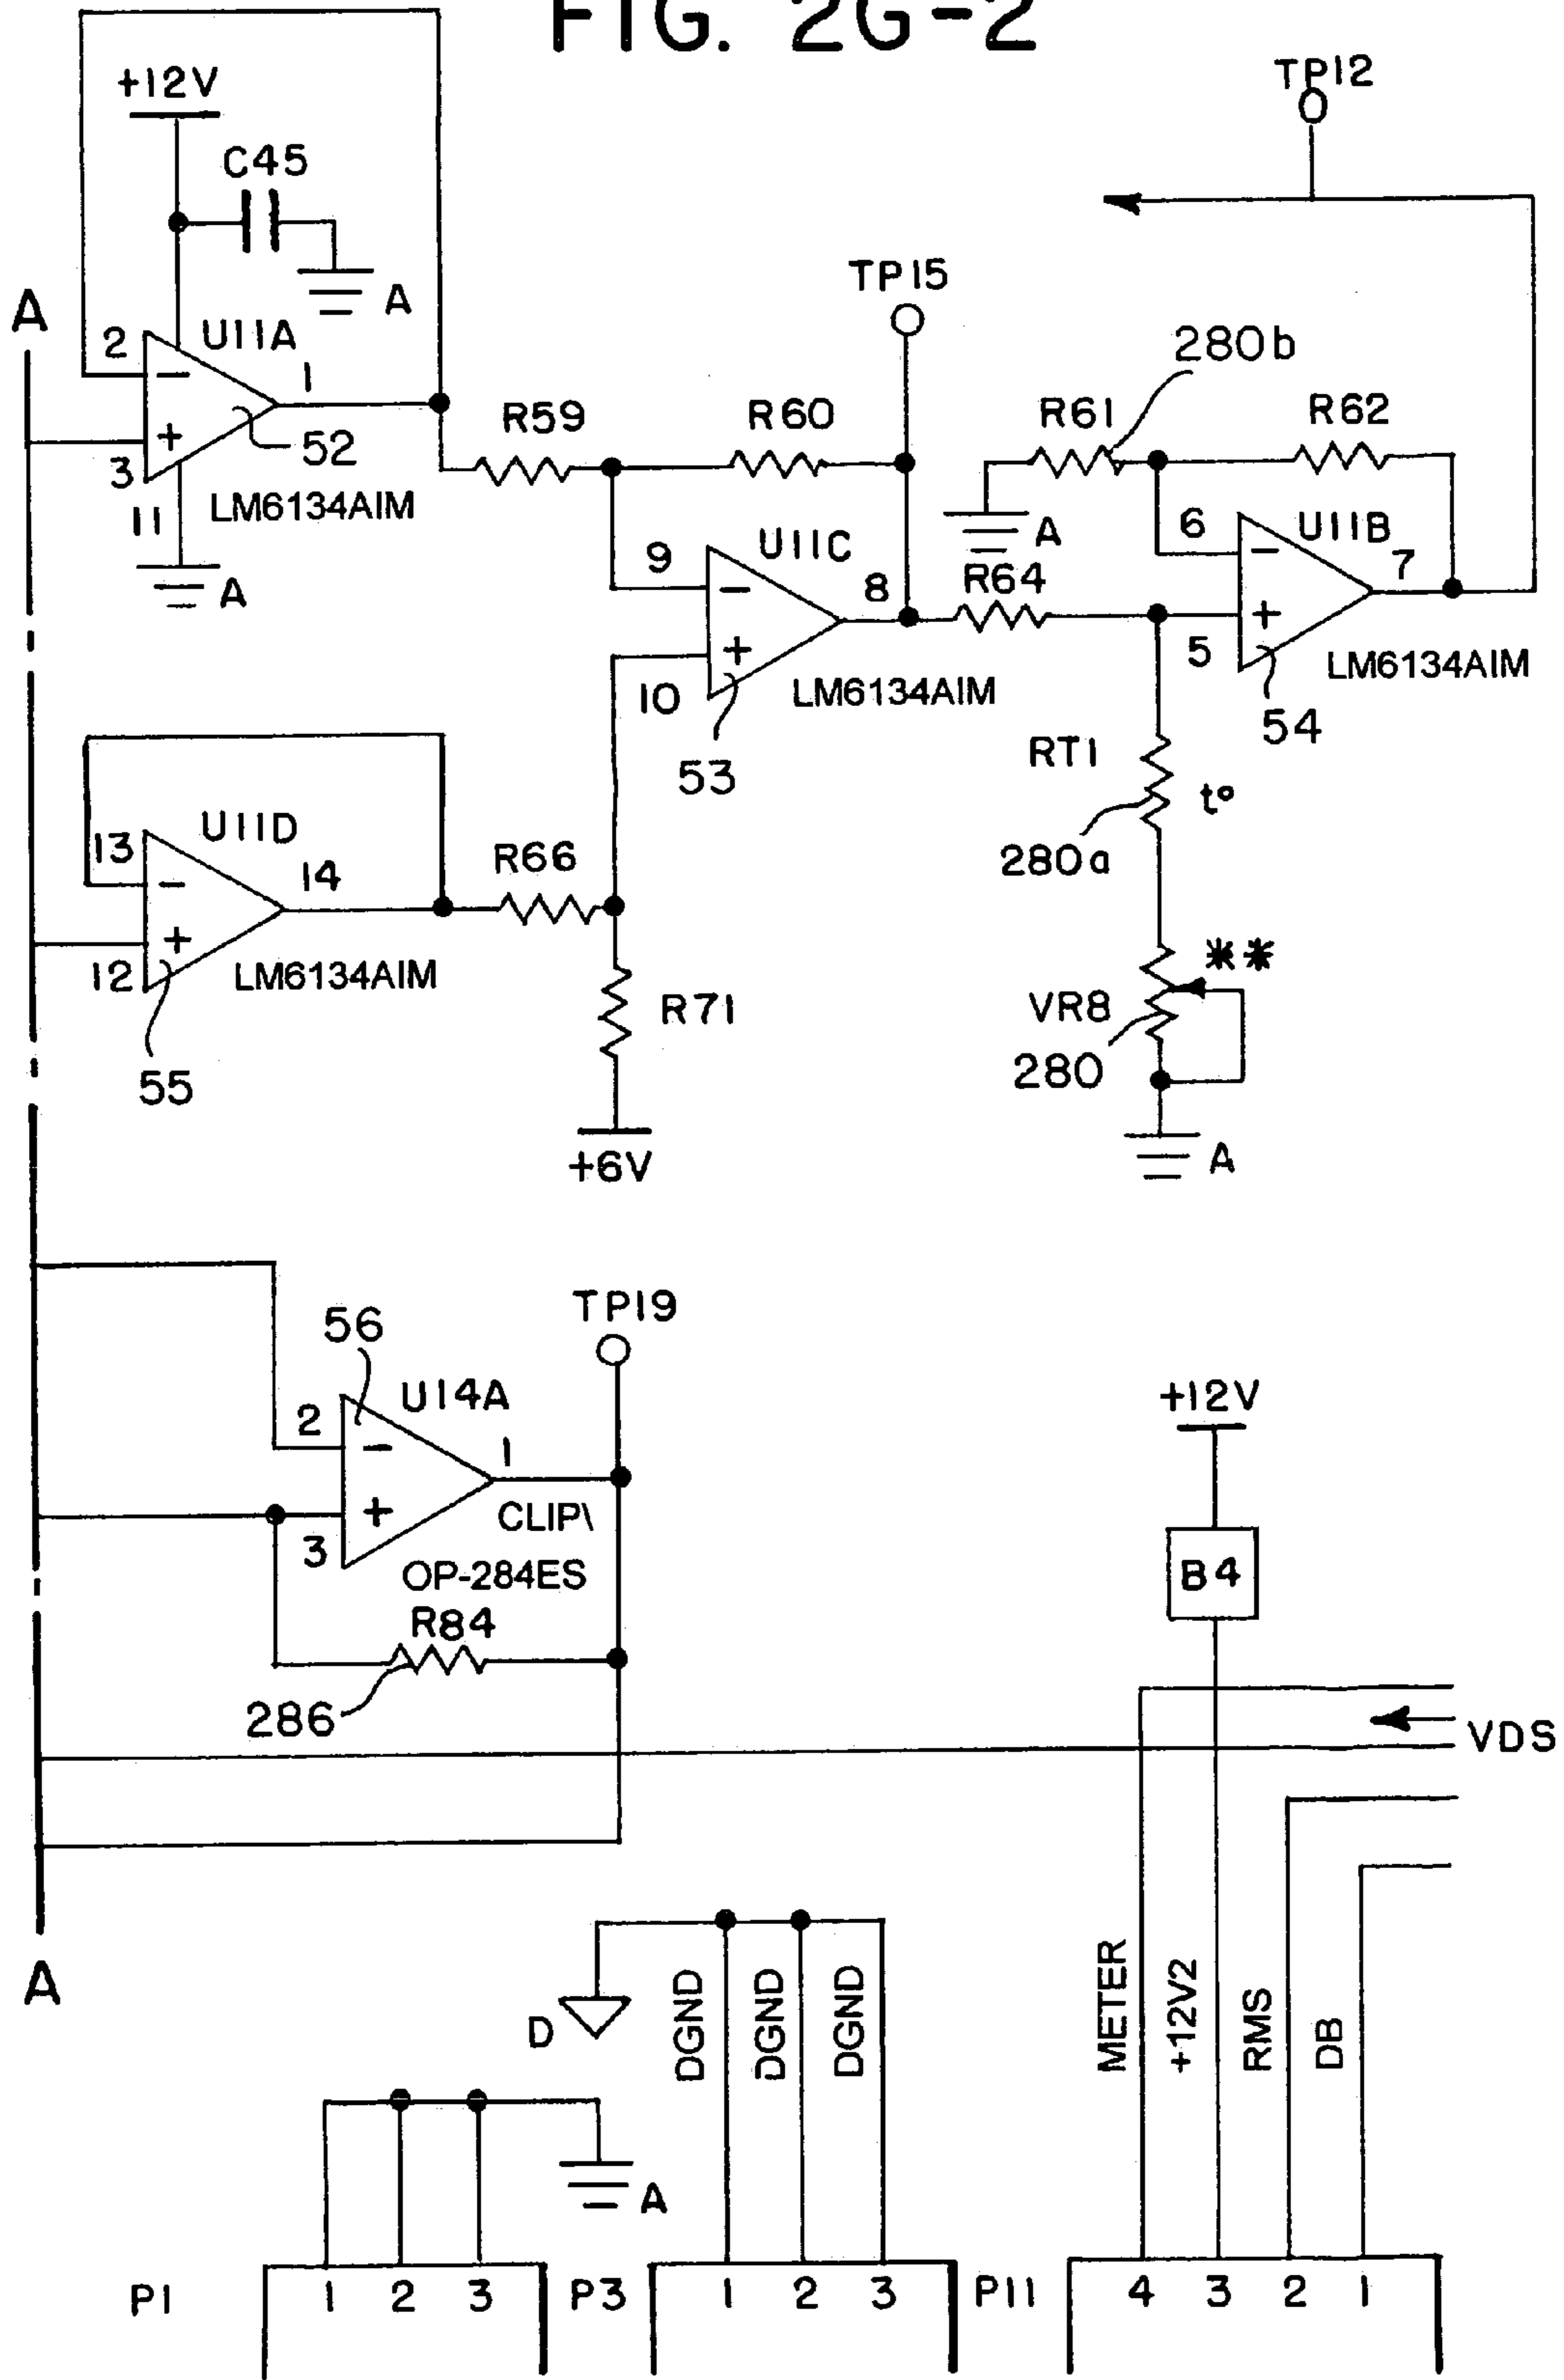 FIG. 2G-2
+12V
TP12
C45
A
A
TP15
2
U11A
1
280b
R59
R60
R61
R62
+
52
3
11
LM6134AIM
A
9
U11C
8
A
6
U11B
7
R64
A
+
5
10
LM6134AIM
LM6134AIM
53
54
RT1
t°
280a
13
U11D
14
R66
+
12
LM6134AIM
**
R71
VR8
280
55
+6V
A
56
TP19
U14A
2
1
+12V
+
3
CLIP\
OP-284ES
B4
R84
286
VDS
A
D
DGND
DGND
DGND
METER
+12V2
RMS
DB
A
P1
1
2
3
P3
1
2
3
P11
4
3
2
1